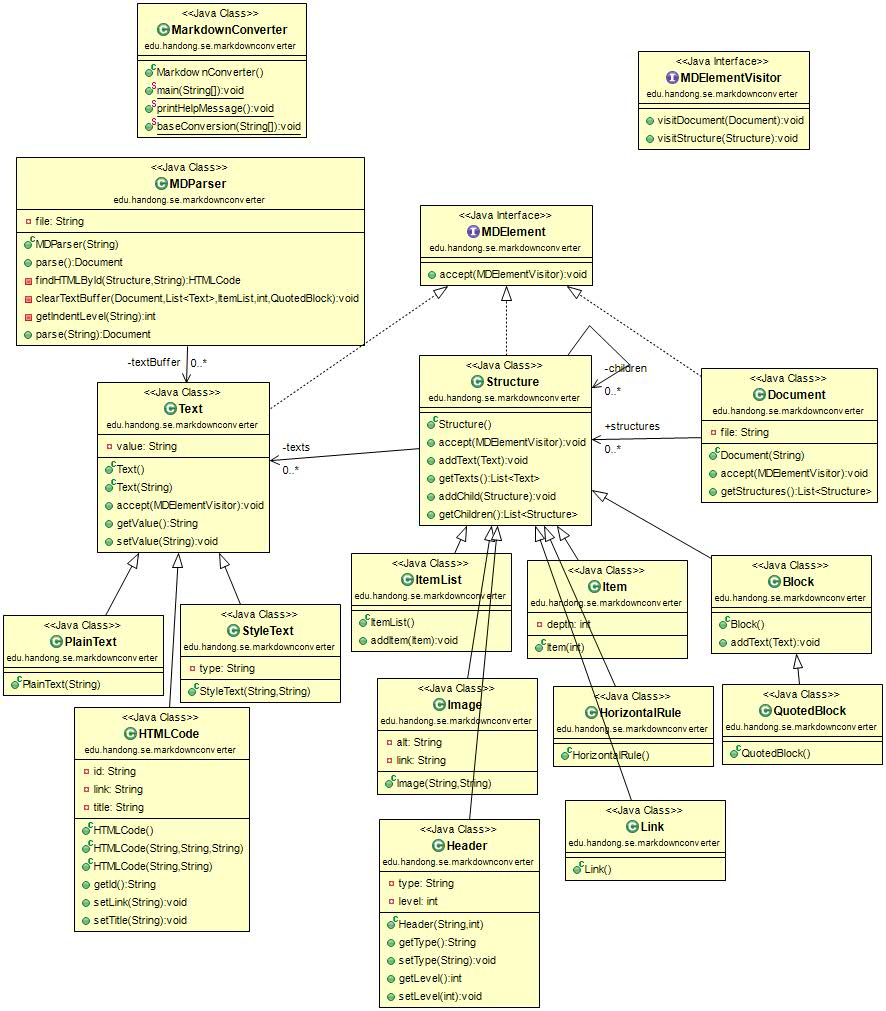 <<Java Class>>
MarkdownConverter
edu.handong.se.markdownconverter
MarkdownConverter()
main(String[]):void
printHelpMessage():void
baseConversion(String[]):void
<<Java Interface>>
MDElementVisitor
edu.handong.se.markdownconverter
visitDocument(Document):void
visitStructure(Structure):void
<<Java Class>>
MDParser
edu.handong.se.markdownconverter
file: String
MDParser(String)
parse():Document
findHTMLById(Structure,String):HTMLCode
clearTextBuffer(Document,List<Text>,ItemList,int,QuotedBlock):void
getIndentLevel(String):int
parse(String):Document
<<Java Interface>>
MDElement
edu.handong.se.markdownconverter
accept(MDElementVisitor):void
-textBuffer
0..*
<<Java Class>>
Text
edu.handong.se.markdownconverter
value: String
Text()
Text(String)
accept(MDElementVisitor):void
getValue():String
setValue(String):void
-texts
0..*
<<Java Class>>
Structure
edu.handong.se.markdownconverter
Structure()
accept(MDElementVisitor):void
addText(Text):void
getTexts():List<Text>
addChild(Structure):void
getChildren():List<Structure>
-children
0..*
+structures
0..*
<<Java Class>>
Document
edu.handong.se.markdownconverter
file: String
Document(String)
accept(MDElementVisitor):void
getStructures():List<Structure>
<<Java Class>>
PlainText
edu.handong.se.markdownconverter
PlainText(String)
<<Java Class>>
StyleText
edu.handong.se.markdownconverter
type: String
StyleText(String,String)
<<Java Class>>
HTMLCode
edu.handong.se.markdownconverter
id: String
link: String
title: String
HTMLCode()
HTMLCode(String,String,String)
HTMLCode(String,String)
getId():String
setLink(String):void
setTitle(String):void
<<Java Class>>
ItemList
edu.handong.se.markdownconverter
ItemList()
addItem(Item):void
<<Java Class>>
Item
edu.handong.se.markdownconverter
depth: int
Item(int)
<<Java Class>>
Block
edu.handong.se.markdownconverter
Block()
addText(Text):void
<<Java Class>>
Image
edu.handong.se.markdownconverter
alt: String
link: String
Image(String,String)
<<Java Class>>
HorizontalRule
edu.handong.se.markdownconverter
HorizontalRule()
<<Java Class>>
QuotedBlock
edu.handong.se.markdownconverter
QuotedBlock()
<<Java Class>>
Link
edu.handong.se.markdownconverter
Link()
<<Java Class>>
Header
edu.handong.se.markdownconverter
type: String
level: int
Header(String,int)
getType():String
setType(String):void
getLevel():int
setLevel(int):void